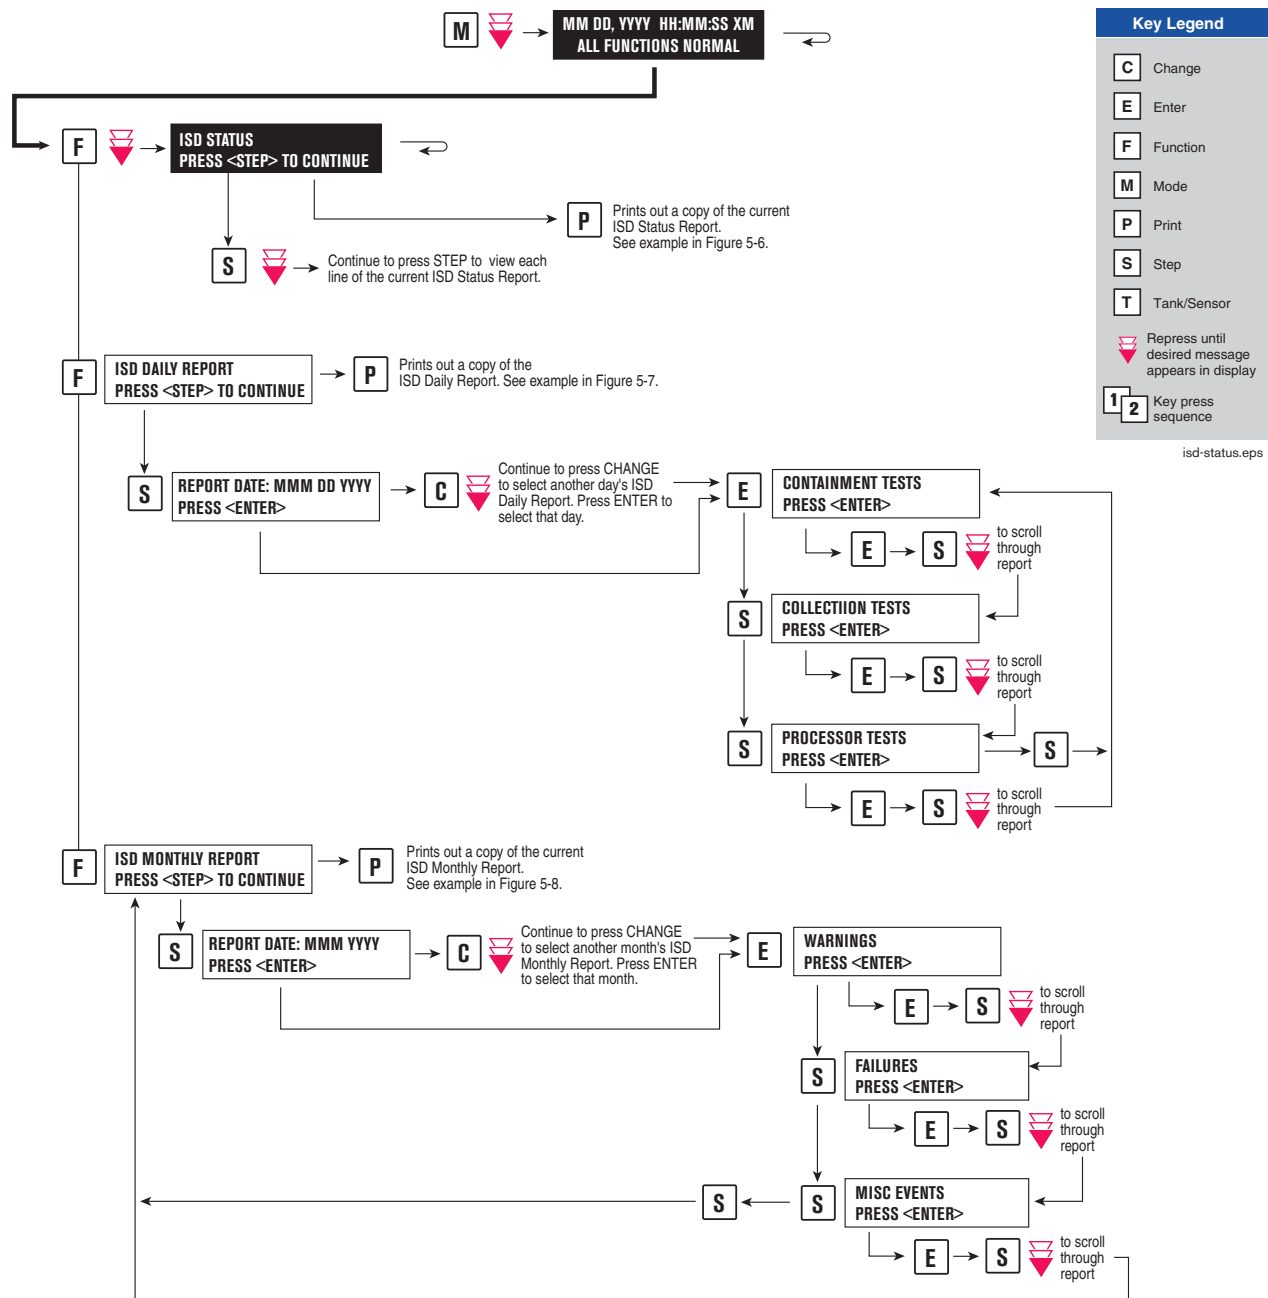 M
MM DD, YYYY HH:MM:SS XM
ALL FUNCTIONS NORMAL
Key Legend
C Change
E Enter
F Function
M Mode
P Print
S Step
T Tank/Sensor
Repress until
desired message
appears in display
1 2 Key press
sequence
isd-status.eps
F
ISD STATUS
PRESS <STEP> TO CONTINUE
P
Prints out a copy of the current
ISD Status Report.
See example in Figure 5-6.
S
Continue to press STEP to view each
line of the current ISD Status Report.
F
ISD DAILY REPORT
PRESS <STEP> TO CONTINUE
P
Prints out a copy of the
ISD Daily Report. See example in Figure 5-7.
S
REPORT DATE: MMM DD YYYY
PRESS <ENTER>
C
Continue to press CHANGE
to select another day's ISD
Daily Report. Press ENTER to
select that day.
E
CONTAINMENT TESTS
PRESS <ENTER>
E
S
to scroll
through
report
S
COLLECTIION TESTS
PRESS <ENTER>
E
S
to scroll
through
report
S
PROCESSOR TESTS
PRESS <ENTER>
S
E
S
to scroll
through
report
F
ISD MONTHLY REPORT
PRESS <STEP> TO CONTINUE
P
Prints out a copy of the current
ISD Monthly Report.
See example in Figure 5-8.
S
REPORT DATE: MMM YYYY
PRESS <ENTER>
C
Continue to press CHANGE
to select another month's ISD
Monthly Report. Press ENTER
to select that month.
E
WARNINGS
PRESS <ENTER>
E
S
to scroll
through
report
S
FAILURES
PRESS <ENTER>
E
S
to scroll
through
report
S
S
MISC EVENTS
PRESS <ENTER>
E
S
to scroll
through
report